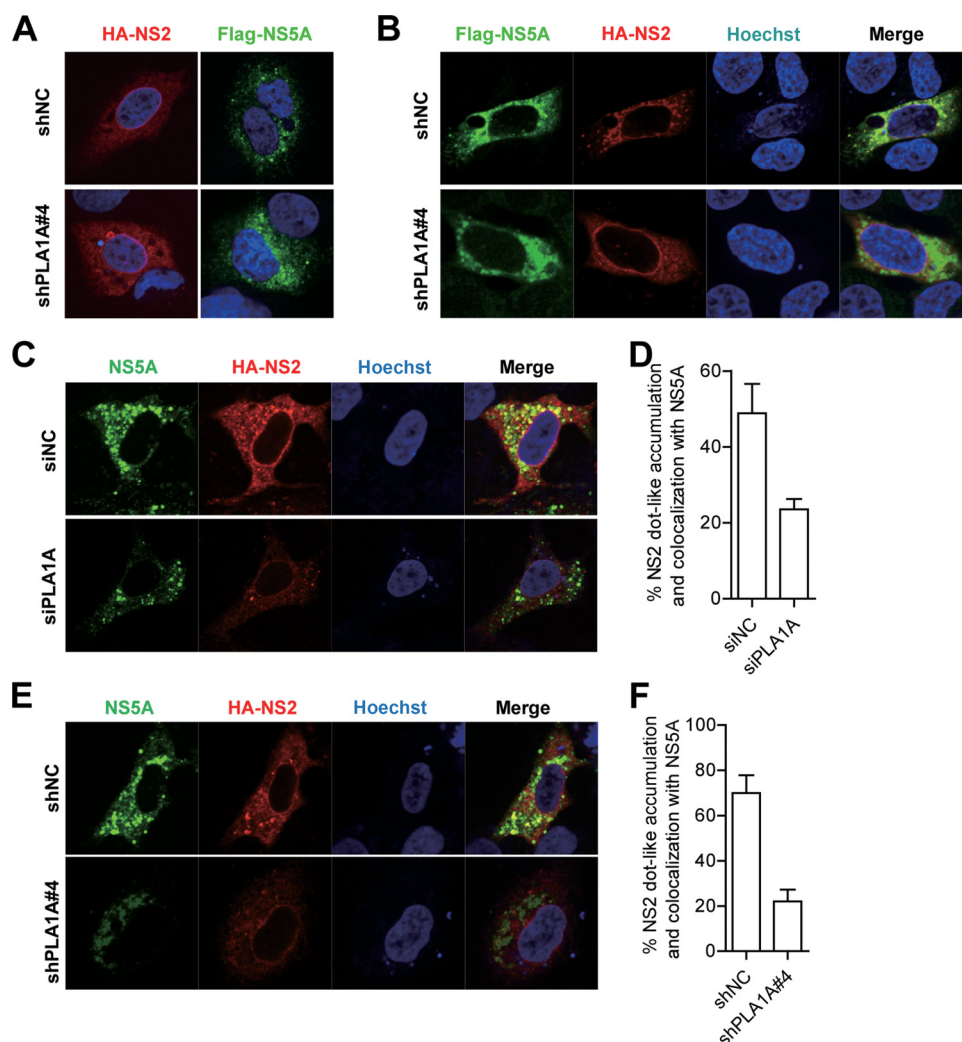 A
HA-NS2 Flag-NS5A
shNC
shPLA1A#4
B
Flag-NS5A HA-NS2 Hoechst Merge
shNC
shPLA1A#4
C
NS5A HA-NS2 Hoechst Merge
siNC
siPLA1A
D
% NS2 dot-like accumulation
and colocalization with NS5A
60
40
20
0
siNC
siPLA1A
E
NS5A HA-NS2 Hoechst Merge
shNC
shPLA1A#4
F
% NS2 dot-like accumulation
and colocalization with NS5A
100
80
60
40
20
0
shNC
shPLA1A#4